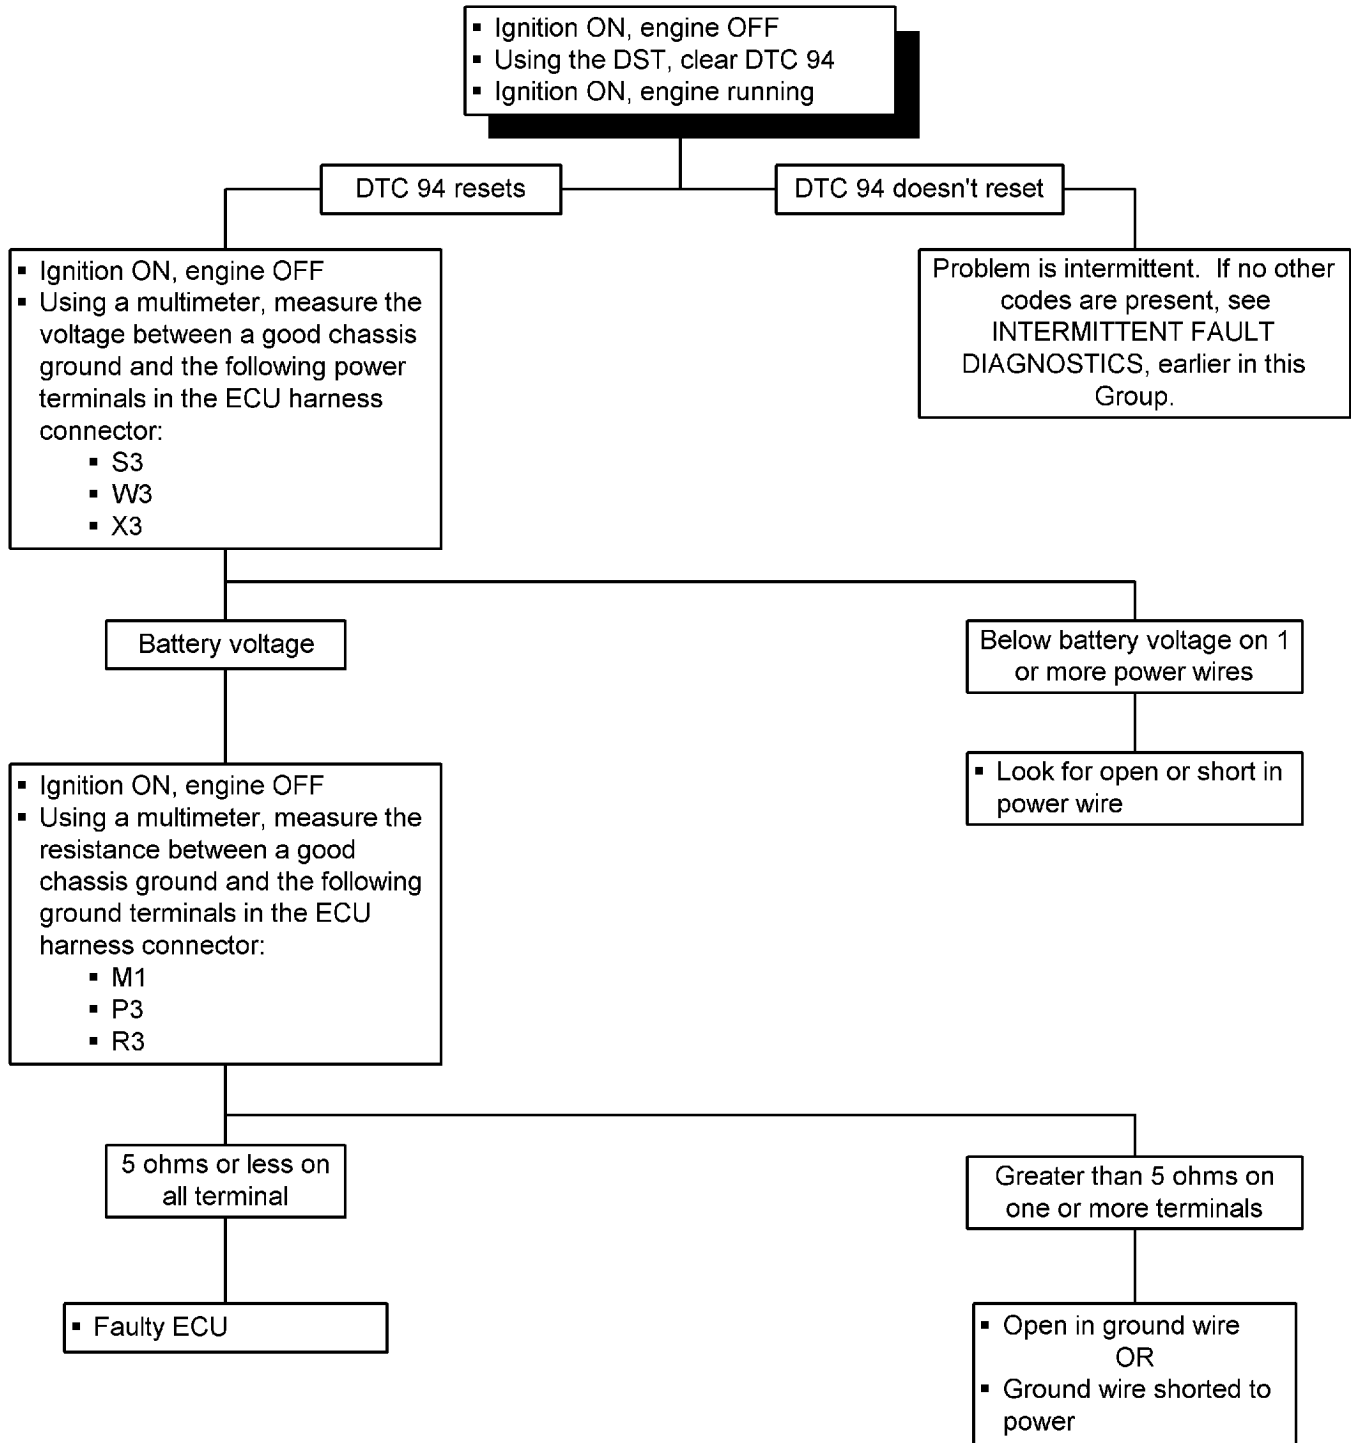 ▪ Ignition ON, engine OFF
▪ Using the DST, clear DTC 94
▪ Ignition ON, engine running
DTC 94 resets
DTC 94 doesn't reset
▪ Ignition ON, engine OFF
▪ Using a multimeter, measure the
voltage between a good chassis
ground and the following power
terminals in the ECU harness
connector:
▪ S3
▪ W3
▪ X3
Problem is intermittent. If no other
codes are present, see
INTERMITTENT FAULT
DIAGNOSTICS, earlier in this
Group.
Battery voltage
Below battery voltage on 1
or more power wires
▪ Look for open or short in
power wire
▪ Ignition ON, engine OFF
▪ Using a multimeter, measure the
resistance between a good
chassis ground and the following
ground terminals in the ECU
harness connector:
▪ M1
▪ P3
▪ R3
5 ohms or less on
all terminal
Greater than 5 ohms on
one or more terminals
▪ Faulty ECU
▪ Open in ground wire
OR
▪ Ground wire shorted to
power